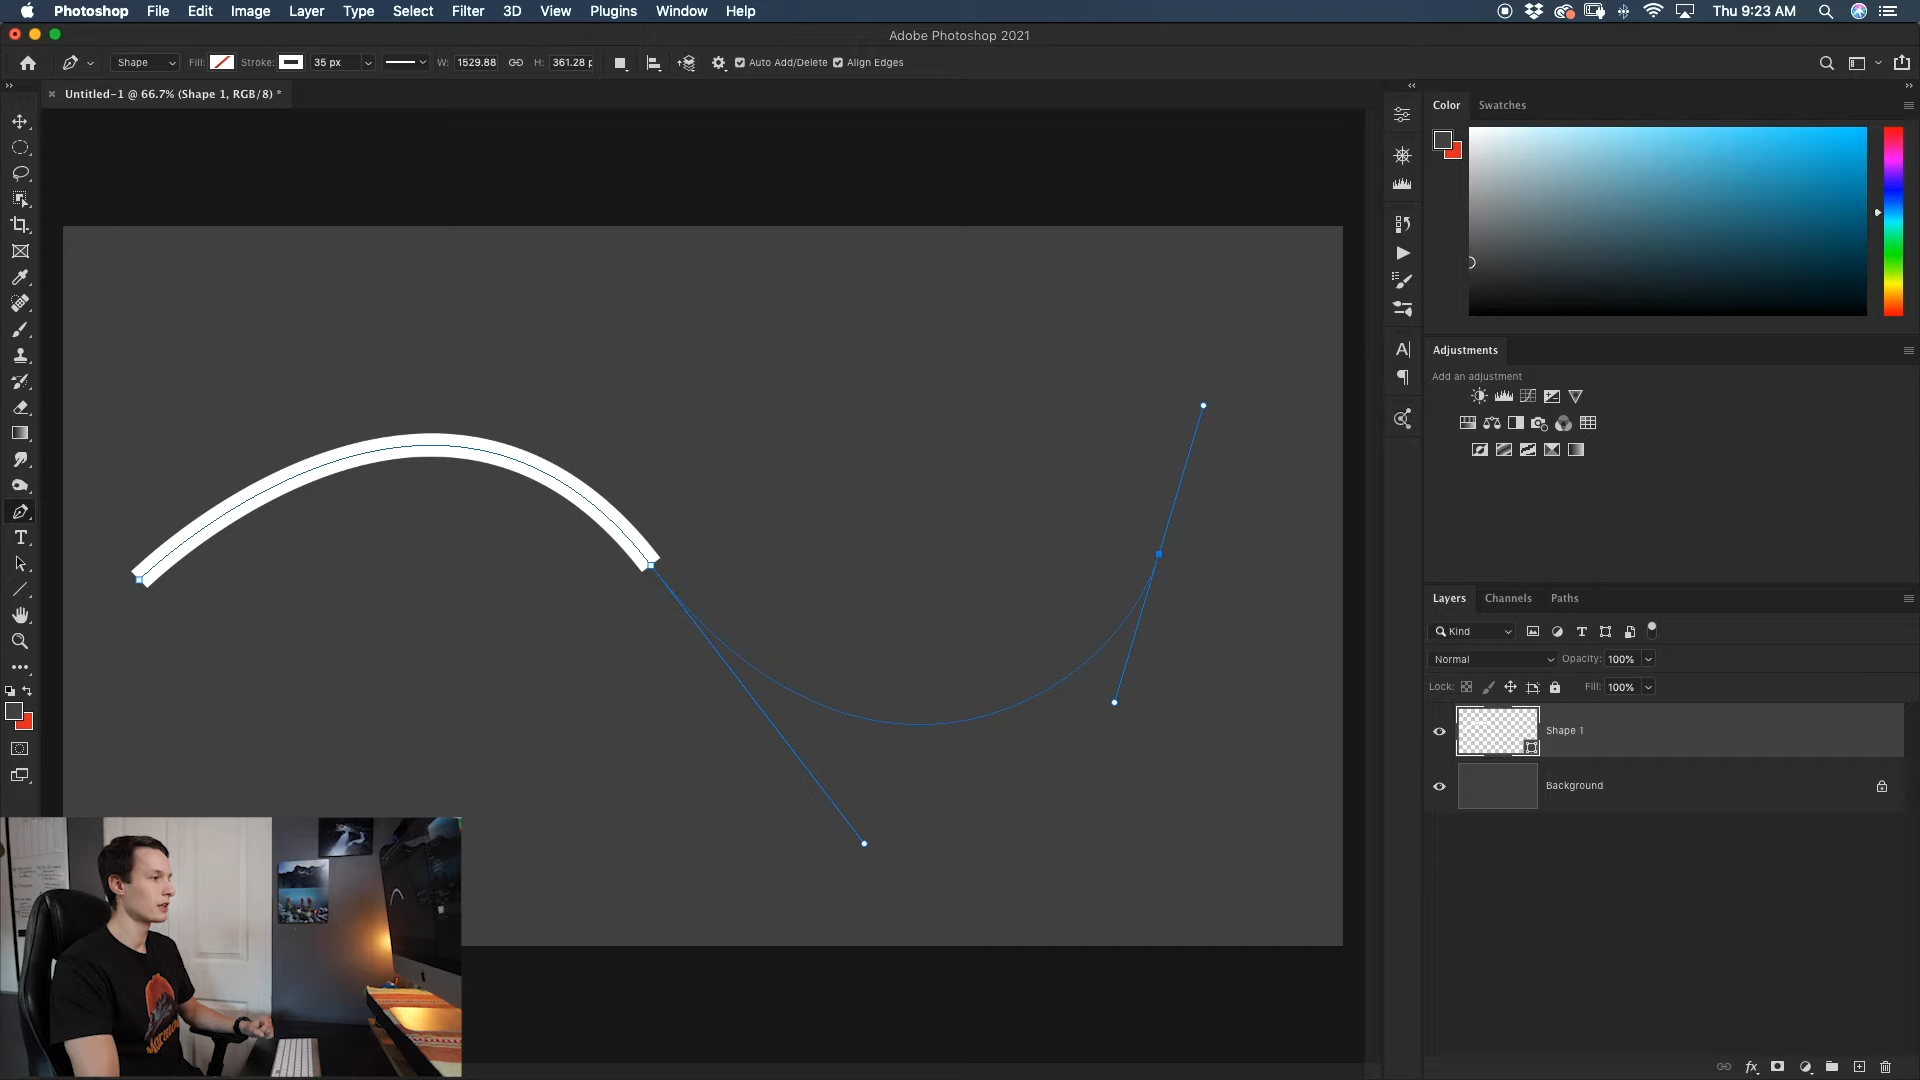 Photoshop File Edit Image Layer Type Select Filter 3D View Plugins Window Help Thu 9:23 AM
Adobe Photoshop 2021
Shape Fill: Stroke: 35 px W: 1529.88 H: 361.28 p Auto Add/Delete Align Edges
Untitled-1 @ 66.7% (Shape 1, RGB/8) *
Color Swatches
Adjustments
Add an adjustment
Layers Channels Paths
Kind
Normal Opacity: 100%
Lock: Fill: 100%
Shape 1
Background